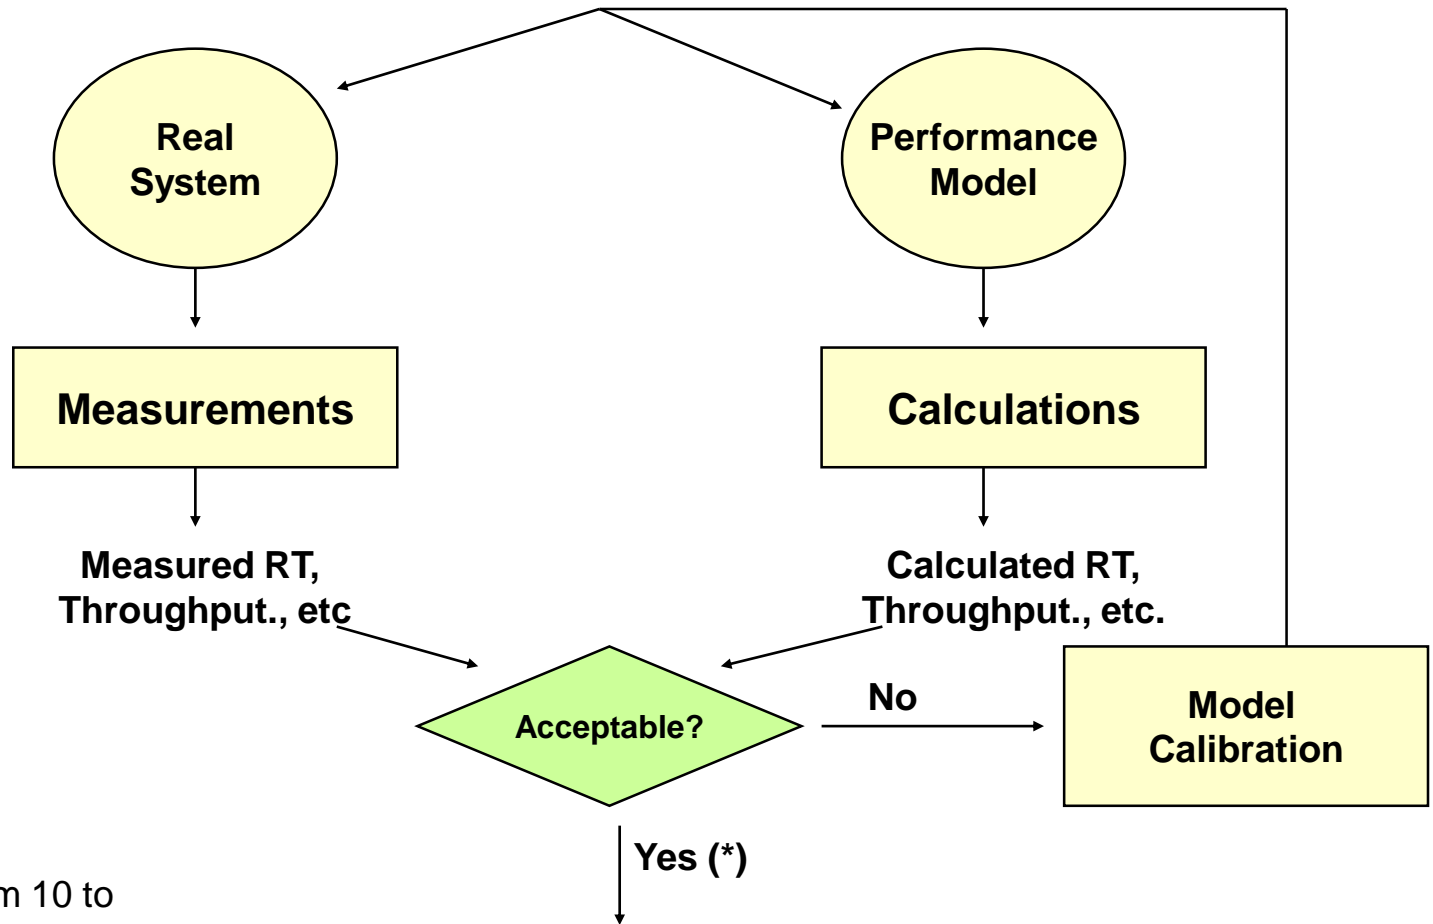 Real
System
Performance
Model
Measurements
Calculations
Measured RT,
Throughput., etc
Calculated RT,
Throughput., etc.
Acceptable?
No
Model
Calibration
Yes (*)
m 10 to